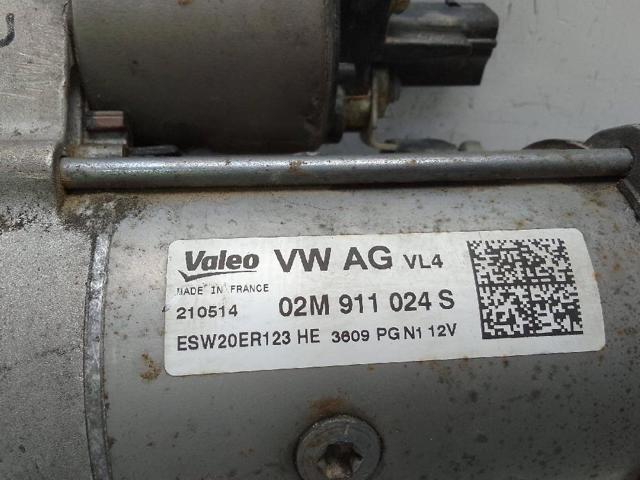 Valeo VW AG VL4
MADE IN FRANCE
210514 02M 911 024 S
ESW20ER123 HE 3609 PG N1 12V